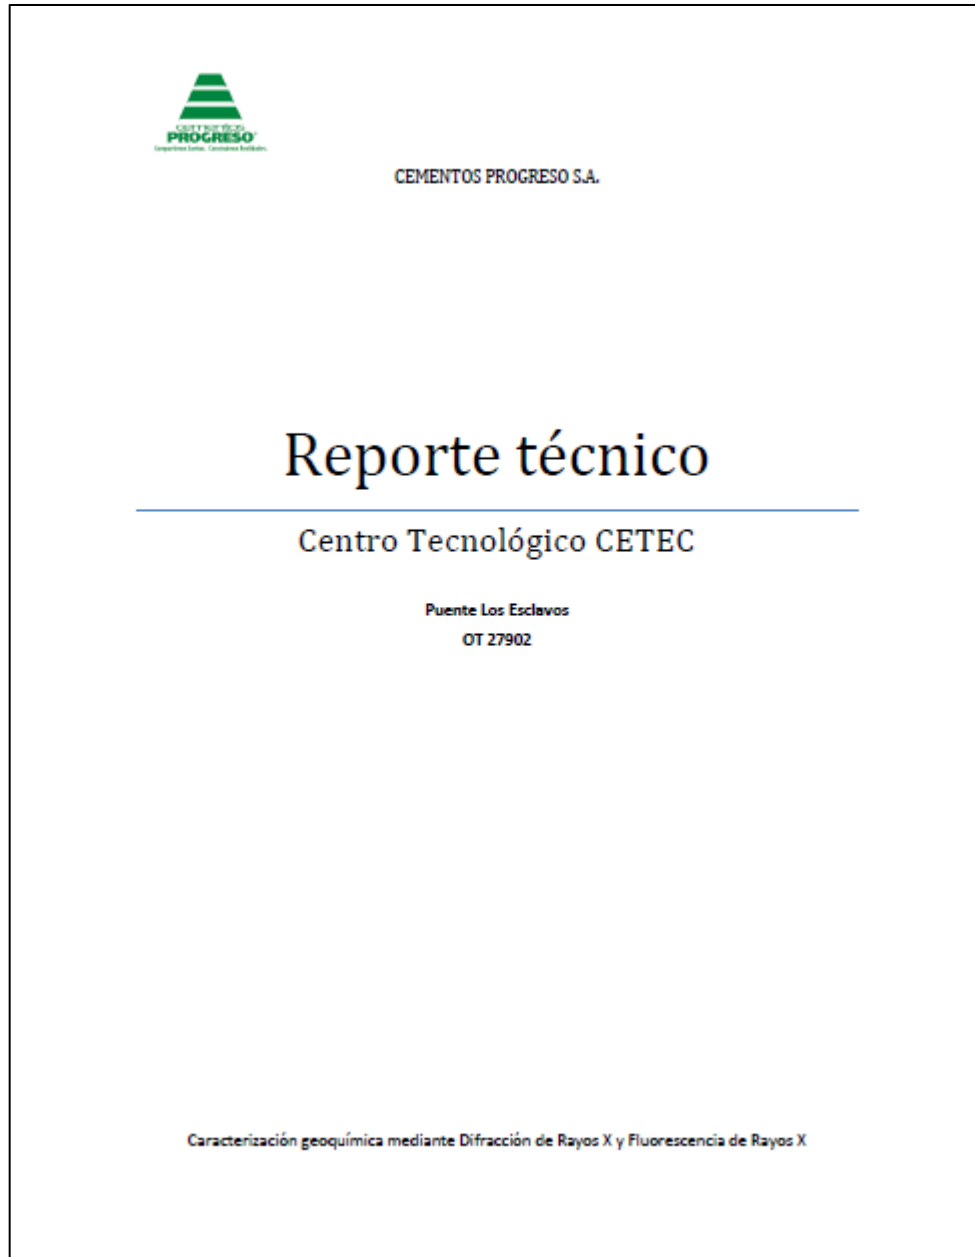 cementos
PROGRESO
CEMENTOS PROGRESO S.A.
Reporte técnico
Centro Tecnológico CETEC
Puente Los Esclavos
OT 27902
Caracterización geoquímica mediante Difracción de Rayos X y Fluorescencia de Rayos X